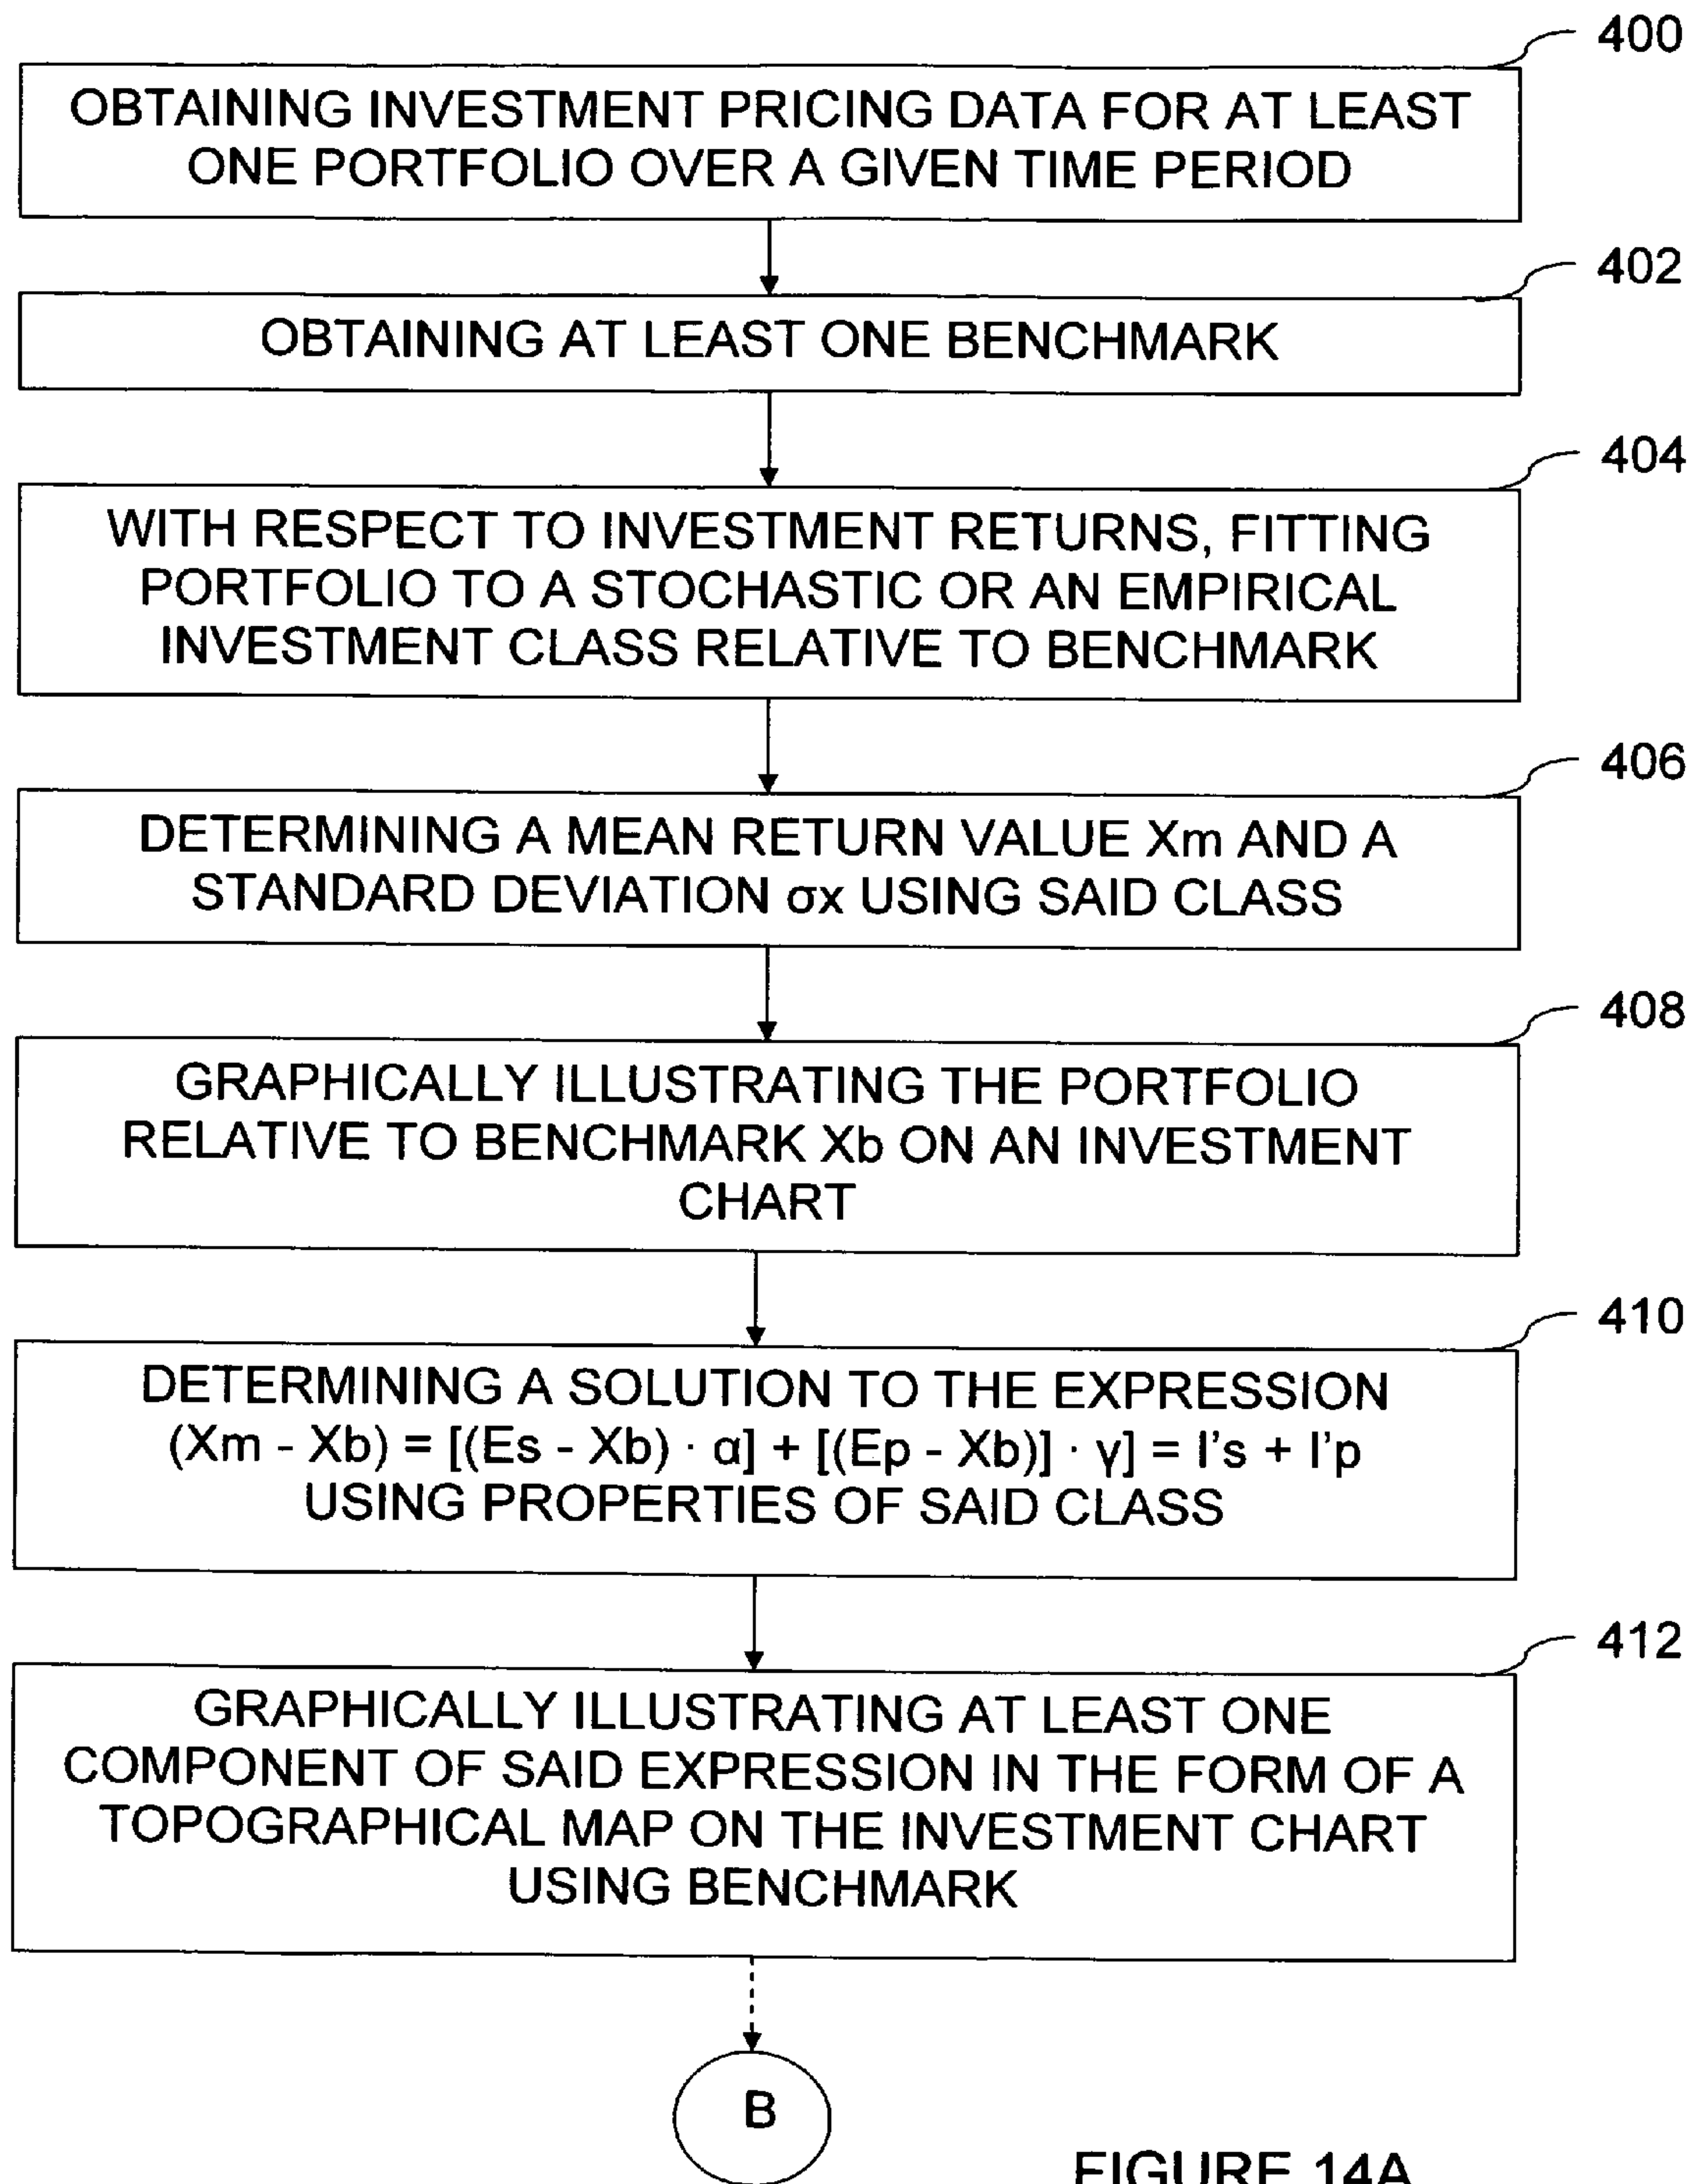 400
OBTAINING INVESTMENT PRICING DATA FOR AT LEAST
ONE PORTFOLIO OVER A GIVEN TIME PERIOD
402
OBTAINING AT LEAST ONE BENCHMARK
404
WITH RESPECT TO INVESTMENT RETURNS, FITTING
PORTFOLIO TO A STOCHASTIC OR AN EMPIRICAL
INVESTMENT CLASS RELATIVE TO BENCHMARK
406
DETERMINING A MEAN RETURN VALUE Xm AND A
STANDARD DEVIATION σx USING SAID CLASS
408
GRAPHICALLY ILLUSTRATING THE PORTFOLIO
RELATIVE TO BENCHMARK Xb ON AN INVESTMENT
CHART
410
DETERMINING A SOLUTION TO THE EXPRESSION
(Xm - Xb) = [(Es - Xb) · α] + [(Ep - Xb)] · γ] = I's + I'p
USING PROPERTIES OF SAID CLASS
412
GRAPHICALLY ILLUSTRATING AT LEAST ONE
COMPONENT OF SAID EXPRESSION IN THE FORM OF A
TOPOGRAPHICAL MAP ON THE INVESTMENT CHART
USING BENCHMARK
B
FIGURE 14A